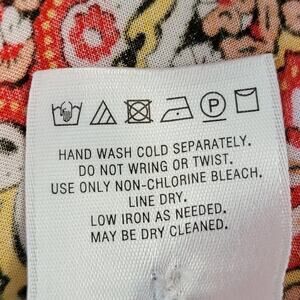 HAND WASH COLD SEPARATELY.
DO NOT WRING OR TWIST.
USE ONLY NON-CHLORINE BLEACH.
LINE DRY.
LOW IRON AS NEEDED.
MAY BE DRY CLEANED.